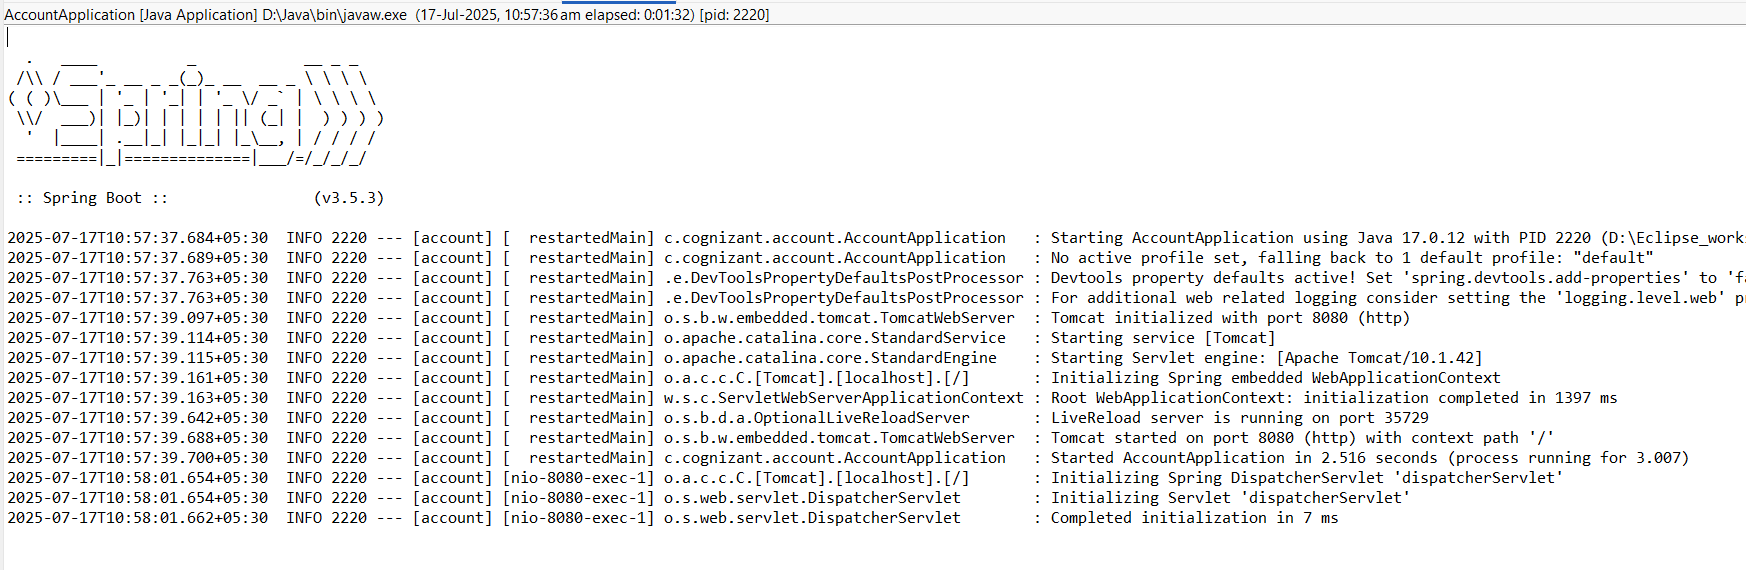 AccountApplication [Java Application] D:\Java\bin\javaw.exe  (17-Jul-2025, 10:57:36 am elapsed: 0:01:32) [pid: 2220]
  .   ____          _            __ _ _
 /\\ / ___'_ __ _ _(_)_ __  __ _ \ \ \ \
( ( )\___ | '_ | '_| | '_ \/ _` | \ \ \ \
 \\/  ___)| |_)| | | | | || (_| |  ) ) ) )
  '  |____| .__|_| |_|_| |_\__, | / / / /
 =========|_|==============|___/=/_/_/_/
 :: Spring Boot ::                (v3.5.3)
2025-07-17T10:57:37.684+05:30  INFO 2220 --- [account] [  restartedMain] c.cognizant.account.AccountApplication   : Starting AccountApplication using Java 17.0.12 with PID 2220 (D:\Eclipse_work
2025-07-17T10:57:37.689+05:30  INFO 2220 --- [account] [  restartedMain] c.cognizant.account.AccountApplication   : No active profile set, falling back to 1 default profile: "default"
2025-07-17T10:57:37.763+05:30  INFO 2220 --- [account] [  restartedMain] .e.DevToolsPropertyDefaultsPostProcessor : Devtools property defaults active! Set 'spring.devtools.add-properties' to 'fa
2025-07-17T10:57:37.763+05:30  INFO 2220 --- [account] [  restartedMain] .e.DevToolsPropertyDefaultsPostProcessor : For additional web related logging consider setting the 'logging.level.web' p
2025-07-17T10:57:39.097+05:30  INFO 2220 --- [account] [  restartedMain] o.s.b.w.embedded.tomcat.TomcatWebServer  : Tomcat initialized with port 8080 (http)
2025-07-17T10:57:39.114+05:30  INFO 2220 --- [account] [  restartedMain] o.apache.catalina.core.StandardService   : Starting service [Tomcat]
2025-07-17T10:57:39.115+05:30  INFO 2220 --- [account] [  restartedMain] o.apache.catalina.core.StandardEngine    : Starting Servlet engine: [Apache Tomcat/10.1.42]
2025-07-17T10:57:39.161+05:30  INFO 2220 --- [account] [  restartedMain] o.a.c.c.C.[Tomcat].[localhost].[/]       : Initializing Spring embedded WebApplicationContext
2025-07-17T10:57:39.163+05:30  INFO 2220 --- [account] [  restartedMain] w.s.c.ServletWebServerApplicationContext : Root WebApplicationContext: initialization completed in 1397 ms
2025-07-17T10:57:39.642+05:30  INFO 2220 --- [account] [  restartedMain] o.s.b.d.a.OptionalLiveReloadServer       : LiveReload server is running on port 35729
2025-07-17T10:57:39.688+05:30  INFO 2220 --- [account] [  restartedMain] o.s.b.w.embedded.tomcat.TomcatWebServer  : Tomcat started on port 8080 (http) with context path '/'
2025-07-17T10:57:39.700+05:30  INFO 2220 --- [account] [  restartedMain] c.cognizant.account.AccountApplication   : Started AccountApplication in 2.516 seconds (process running for 3.007)
2025-07-17T10:58:01.654+05:30  INFO 2220 --- [account] [nio-8080-exec-1] o.a.c.c.C.[Tomcat].[localhost].[/]       : Initializing Spring DispatcherServlet 'dispatcherServlet'
2025-07-17T10:58:01.654+05:30  INFO 2220 --- [account] [nio-8080-exec-1] o.s.web.servlet.DispatcherServlet        : Initializing Servlet 'dispatcherServlet'
2025-07-17T10:58:01.662+05:30  INFO 2220 --- [account] [nio-8080-exec-1] o.s.web.servlet.DispatcherServlet        : Completed initialization in 7 ms